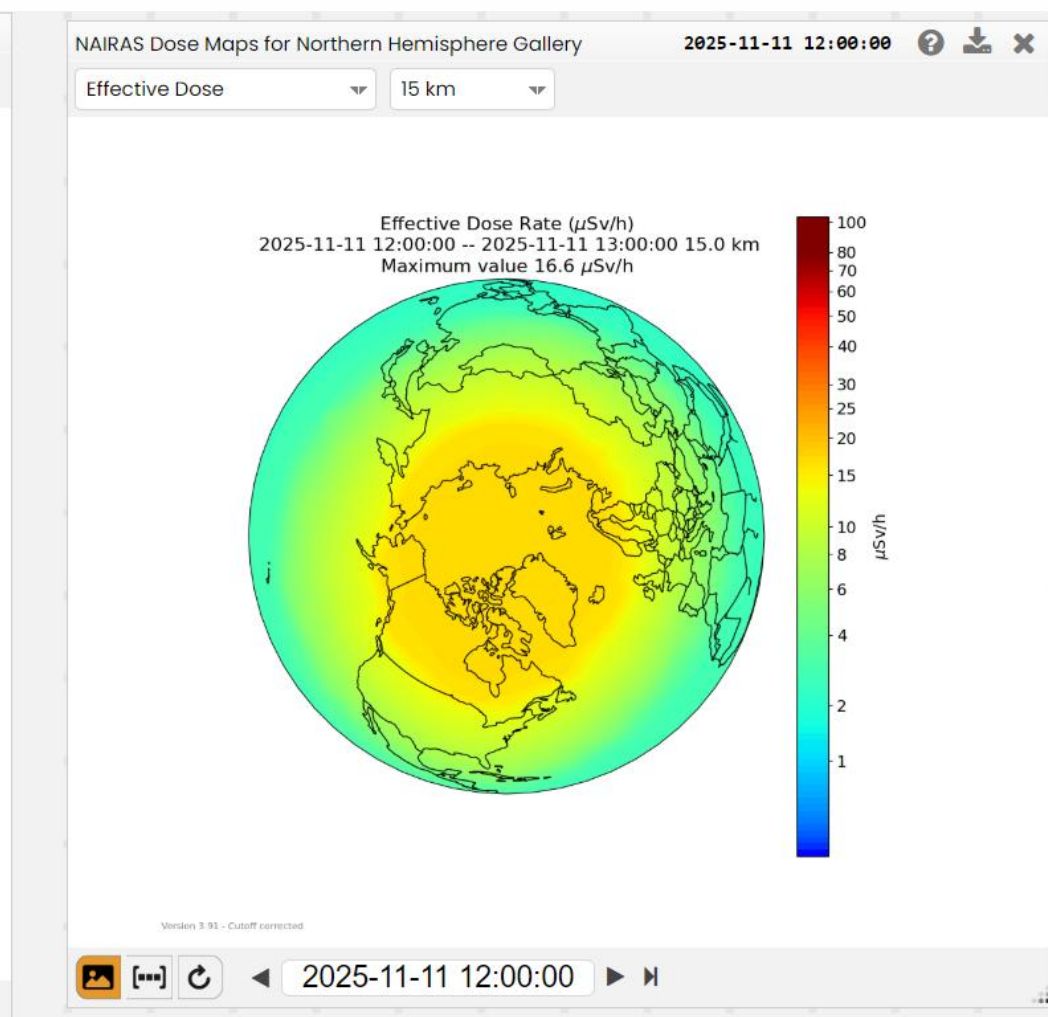 NAIRAS Dose Maps for Northern Hemisphere Gallery 2025-11-11 12:00:00
Effective Dose 15 km
Effective Dose Rate (μSv/h)
2025-11-11 12:00:00 -- 2025-11-11 13:00:00 15.0 km
Maximum value 16.6 μSv/h
100
80
70
60
50
40
30
25
20
15
10
8
6
4
2
1
μSv/h
Version 3.91 - Cutoff corrected
2025-11-11 12:00:00